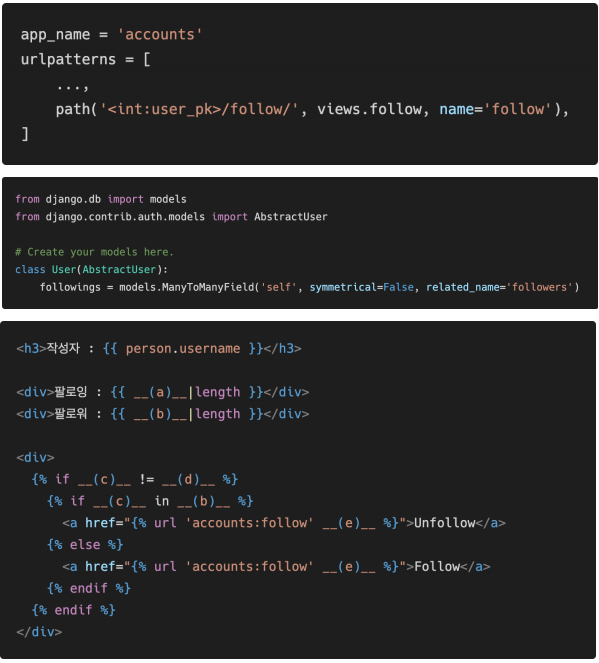 app_name = 'accounts'
urlpatterns = [
    ...,
    path('<int:user_pk>/follow/', views.follow, name='follow'),
]
from django.db import models
from django.contrib.auth.models import AbstractUser

# Create your models here.
class User(AbstractUser):
    followings = models.ManyToManyField('self', symmetrical=False, related_name='followers')
<h3>작성자 : {{ person.username }}</h3>

<div>팔로잉 : {{ __(a)__|length }}</div>
<div>팔로워 : {{ __(b)__|length }}</div>

<div>
  {% if __(c)__ != __(d)__ %}
    {% if __(c)__ in __(b)__ %}
      <a href="{% url 'accounts:follow' __(e)__ %}">Unfollow</a>
    {% else %}
      <a href="{% url 'accounts:follow' __(e)__ %}">Follow</a>
    {% endif %}
  {% endif %}
</div>